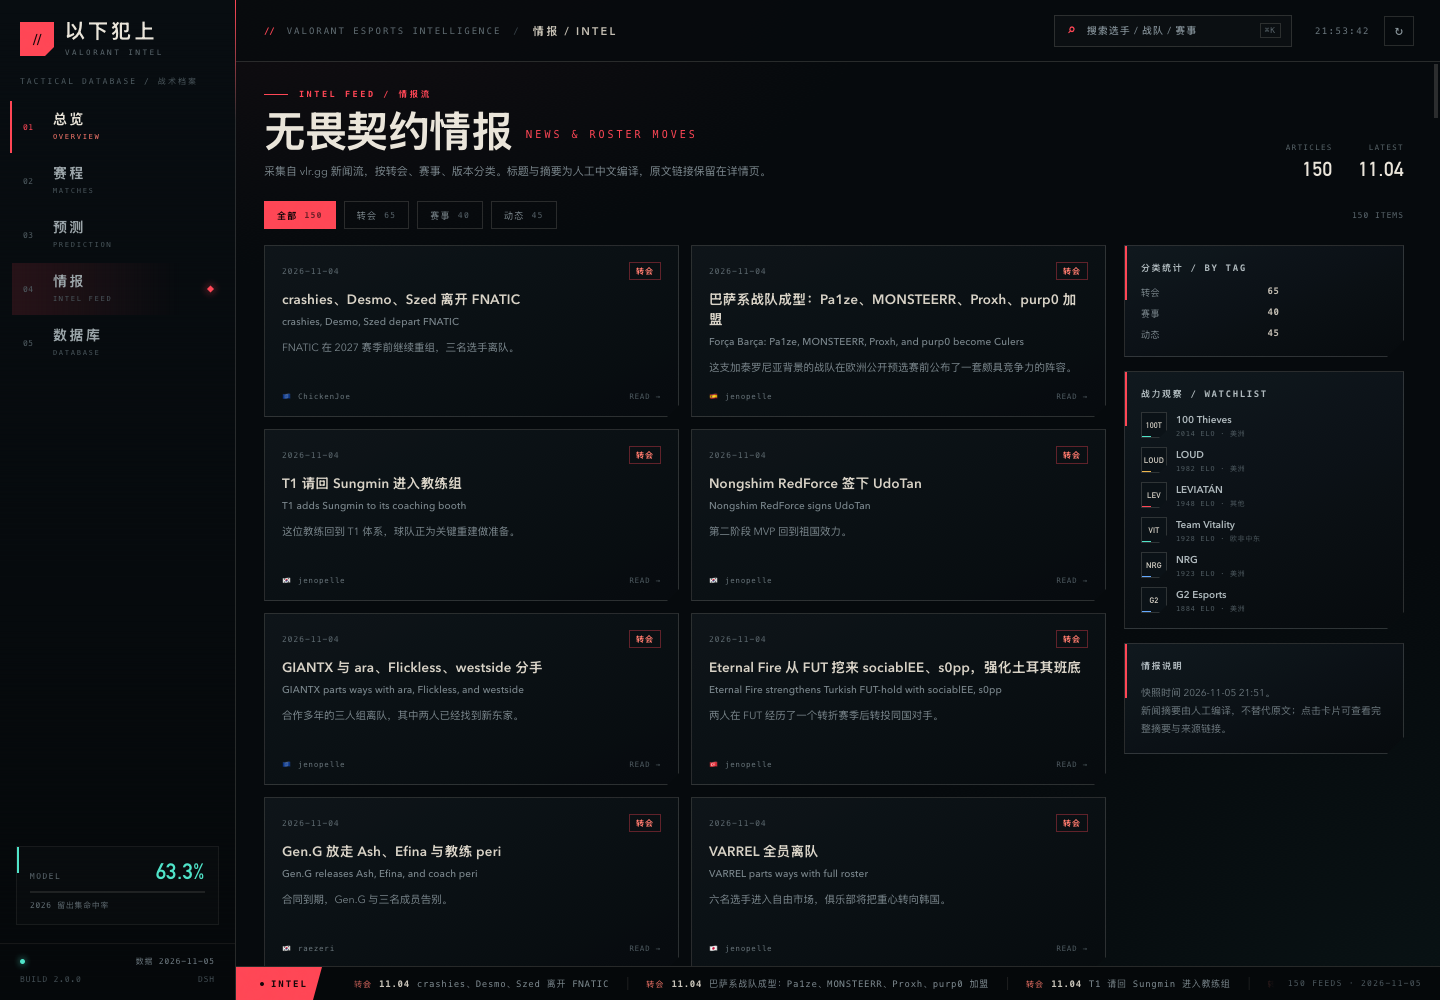 //
以下犯上
VALORANT INTEL
TACTICAL DATABASE / 战术档案
01
总览
OVERVIEW
02
赛程
MATCHES
03
预测
PREDICTION
04
情报
INTEL FEED
05
数据库
DATABASE
MODEL
63.3%
2026 留出集命中率
数据 2026-11-05
BUILD 2.0.0
DSH
// VALORANT ESPORTS INTELLIGENCE / 情报 / INTEL
搜索选手 / 战队 / 赛事
⌘K
21:53:42
↻
INTEL FEED / 情报流
无畏契约情报
NEWS & ROSTER MOVES
采集自 vlr.gg 新闻流，按转会、赛事、版本分类。标题与摘要为人工中文编译，原文链接保留在详情页。
ARTICLES
150
LATEST
11.04
全部 150
转会 65
赛事 40
动态 45
150 ITEMS
2026-11-04
转会
crashies、Desmo、Szed 离开 FNATIC
crashies, Desmo, Szed depart FNATIC
FNATIC 在 2027 赛季前继续重组，三名选手离队。
ChickenJoe
READ →
2026-11-04
转会
巴萨系战队成型：Pa1ze、MONSTEERR、Proxh、purp0 加
盟
Força Barça: Pa1ze, MONSTEERR, Proxh, and purp0 become Culers
这支加泰罗尼亚背景的战队在欧洲公开预选赛前公布了一套颇具竞争力的阵容。
jenopelle
READ →
2026-11-04
转会
T1 请回 Sungmin 进入教练组
T1 adds Sungmin to its coaching booth
这位教练回到 T1 体系，球队正为关键重建做准备。
jenopelle
READ →
2026-11-04
转会
Nongshim RedForce 签下 UdoTan
Nongshim RedForce signs UdoTan
第二阶段 MVP 回到祖国效力。
jenopelle
READ →
2026-11-04
转会
GIANTX 与 ara、Flickless、westside 分手
GIANTX parts ways with ara, Flickless, and westside
合作多年的三人组离队，其中两人已经找到新东家。
jenopelle
READ →
2026-11-04
转会
Eternal Fire 从 FUT 挖来 sociablEE、s0pp，强化土耳其班底
Eternal Fire strengthens Turkish FUT-hold with sociablEE, s0pp
两人在 FUT 经历了一个转折赛季后转投同国对手。
jenopelle
READ →
2026-11-04
转会
Gen.G 放走 Ash、Efina 与教练 peri
Gen.G releases Ash, Efina, and coach peri
合同到期，Gen.G 与三名成员告别。
raezeri
READ →
2026-11-04
转会
VARREL 全员离队
VARREL parts ways with full roster
六名选手进入自由市场，俱乐部将把重心转向韩国。
jenopelle
READ →
分类统计 / BY TAG
转会 65
赛事 40
动态 45
战力观察 / WATCHLIST
100T
100 Thieves
2014 ELO · 美洲
LOUD
LOUD
1982 ELO · 美洲
LEV
LEVIATÁN
1948 ELO · 其他
VIT
Team Vitality
1928 ELO · 欧非中东
NRG
NRG
1923 ELO · 美洲
G2
G2 Esports
1884 ELO · 美洲
情报说明
快照时间 2026-11-05 21:51。
新闻摘要由人工编译，不替代原文；点击卡片可查看完
整摘要与来源链接。
INTEL
转会 11.04 crashies、Desmo、Szed 离开 FNATIC
转会 11.04 巴萨系战队成型：Pa1ze、MONSTEERR、Proxh、purp0 加盟
转会 11.04 T1 请回 Sungmin 进入教练组
150 FEEDS · 2026-11-05